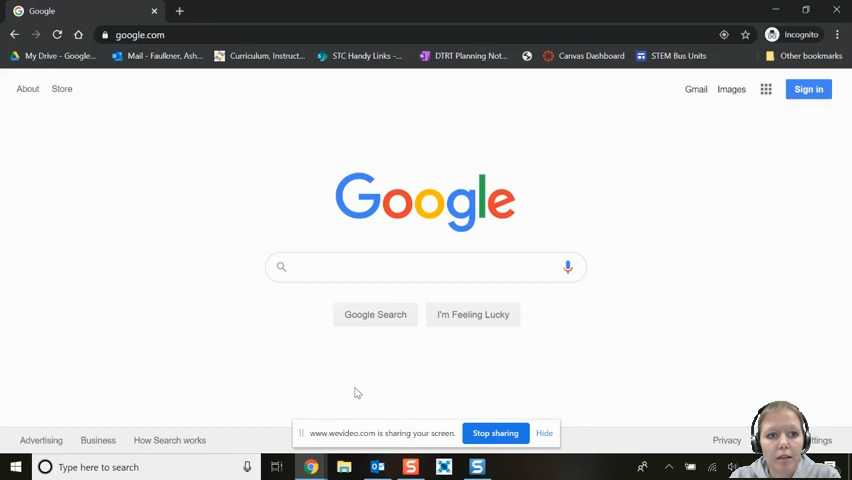 Google
google.com
Incognito
My Drive - Google...
Mail - Faulkner, Ash...
Curriculum, Instruct...
STC Handy Links -...
DTRT Planning Not...
Canvas Dashboard
STEM Bus Units
Other bookmarks
About
Store
Gmail
Images
Sign in
Google
Google Search
I'm Feeling Lucky
www.wevideo.com is sharing your screen.
Stop sharing
Hide
Advertising
Business
How Search works
Privacy
ettings
Type here to search